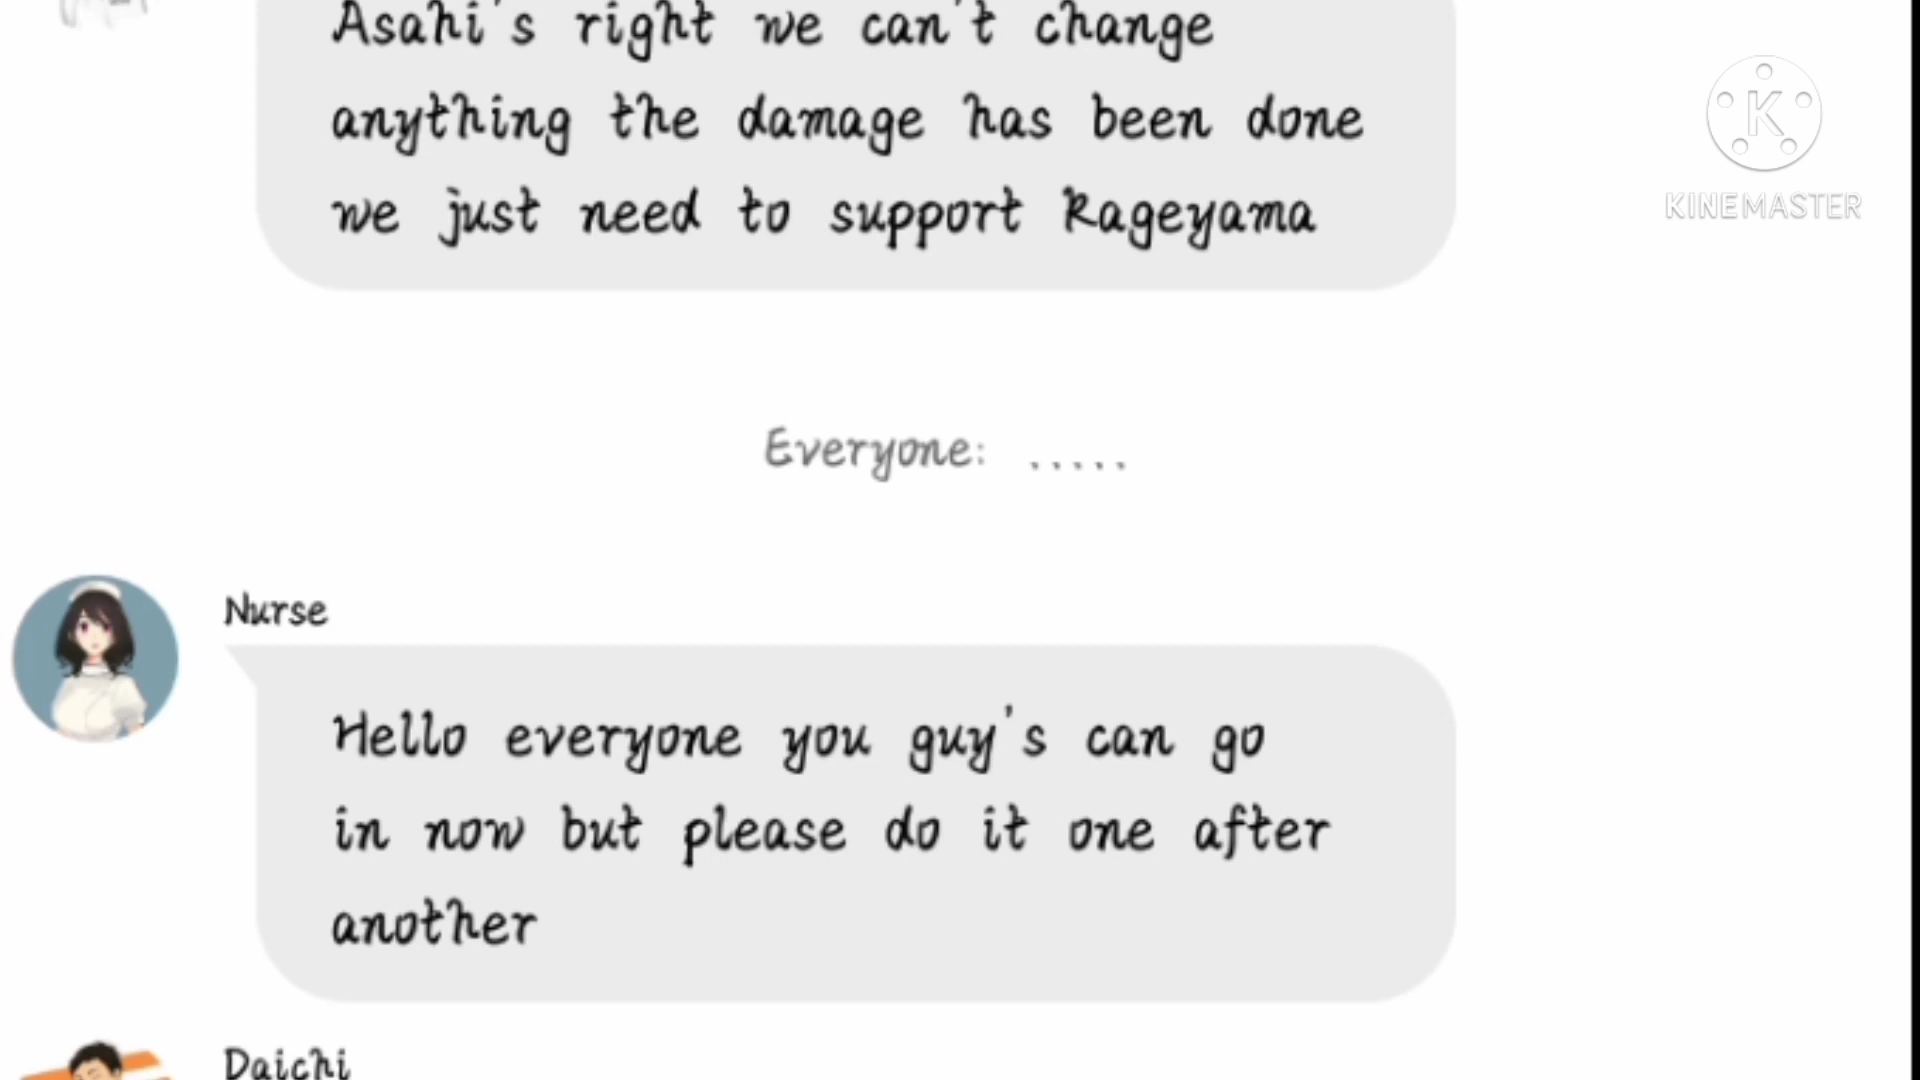 Asahi's right we can't change
anything the damage has been done
we just need to support Kageyama
K
KINEMASTER
Everyone: .....
Nurse
Hello everyone you guy's can go
in now but please do it one after
another
Daichi